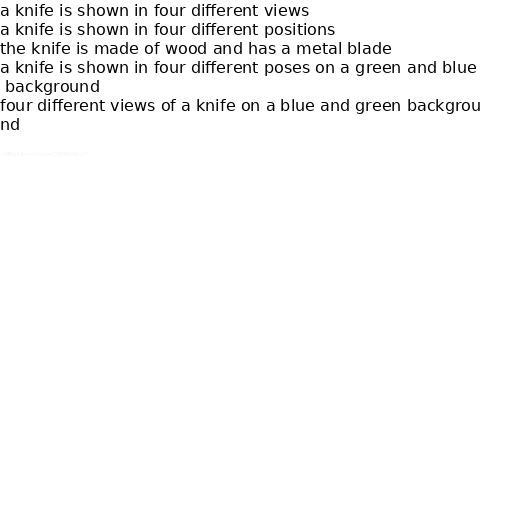 a knife is shown in four different views
a knife is shown in four different positions
the knife is made of wood and has a metal blade
a knife is shown in four different poses on a green and blue
background
four different views of a knife on a blue and green backgrou
nd